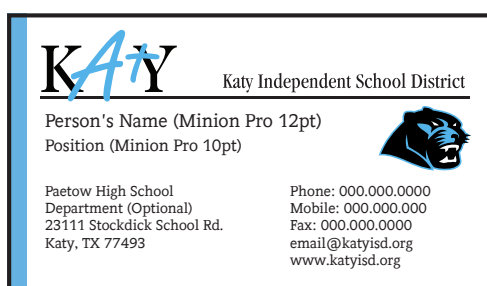 KAtY
Katy Independent School District
Person's Name (Minion Pro 12pt)
Position (Minion Pro 10pt)
Paetow High School
Department (Optional)
23111 Stockdick School Rd.
Katy, TX 77493
Phone: 000.000.0000
Mobile: 000.000.000
Fax: 000.000.0000
email@katyisd.org
www.katyisd.org